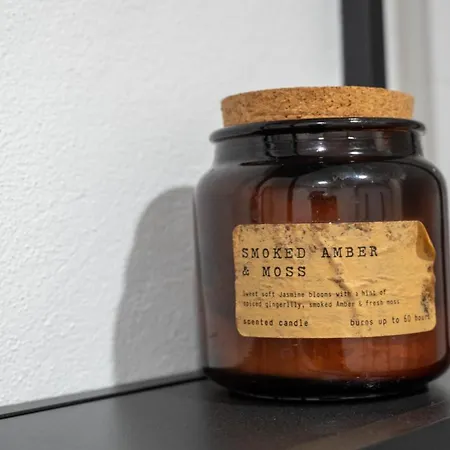 SMOKED AMBER
& MOSS
Sweet soft Jasmine blooms with a hint of
spiced gingerlily, smoked Amber & fresh moss
scented candle burns up to 60 hours